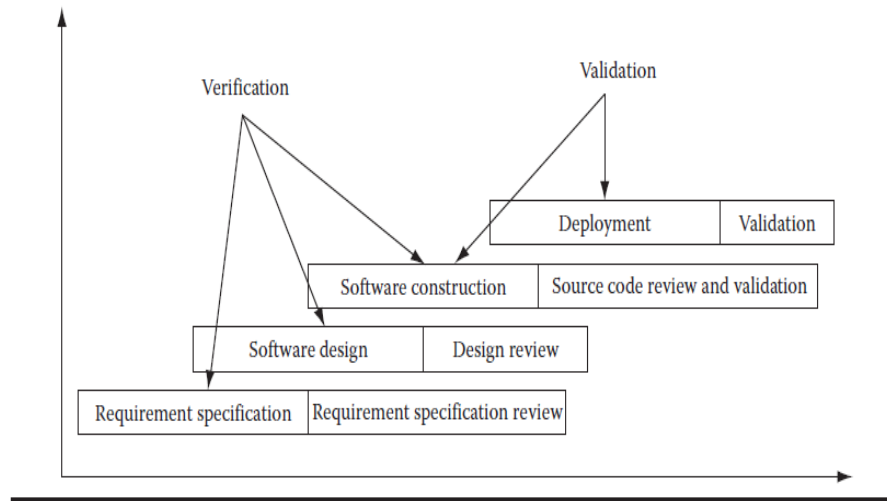 Validation
Verification
Deployment Validation
Software construction Source code review and validation
Software design Design review
Requirement specification Requirement specification review